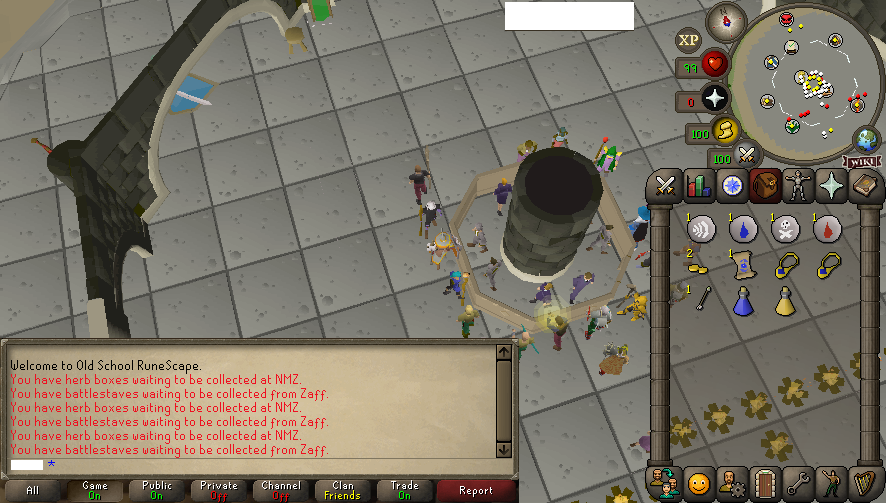 XP
99
0
100
100
WIKI
1 1 1 1
2 1
1
Welcome to Old School RuneScape.
You have herb boxes waiting to be collected at NMZ.
You have battlestaves waiting to be collected from Zaff.
You have herb boxes waiting to be collected at NMZ.
You have battlestaves waiting to be collected from Zaff.
You have herb boxes waiting to be collected at NMZ.
You have battlestaves waiting to be collected from Zaff.
*
All
Game
On
Public
On
Private
Off
Channel
Off
Clan
Friends
Trade
On
Report